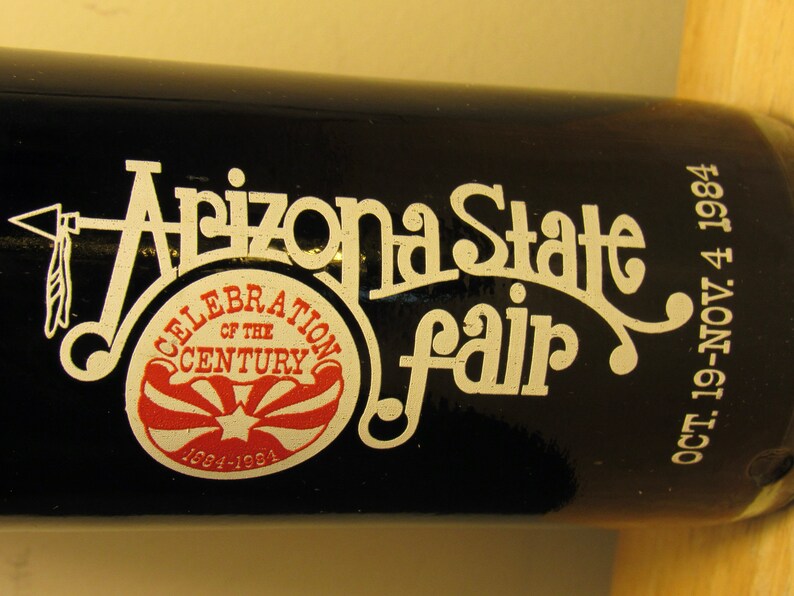 Arizona State
fair
CELEBRATION
OF THE
CENTURY
1884-1984
OCT. 19-NOV. 4 1984